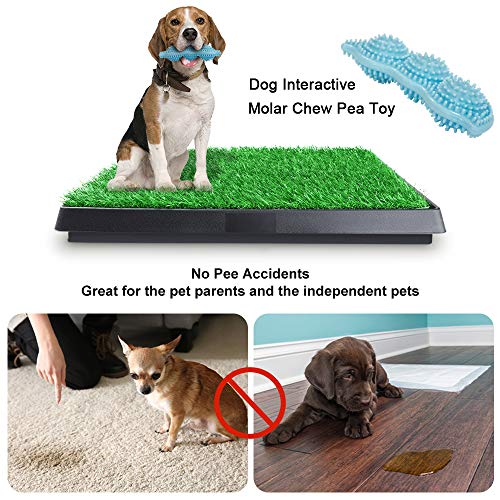 Dog Interactive
Molar Chew Pea Toy
No Pee Accidents
Great for the pet parents and the independent pets